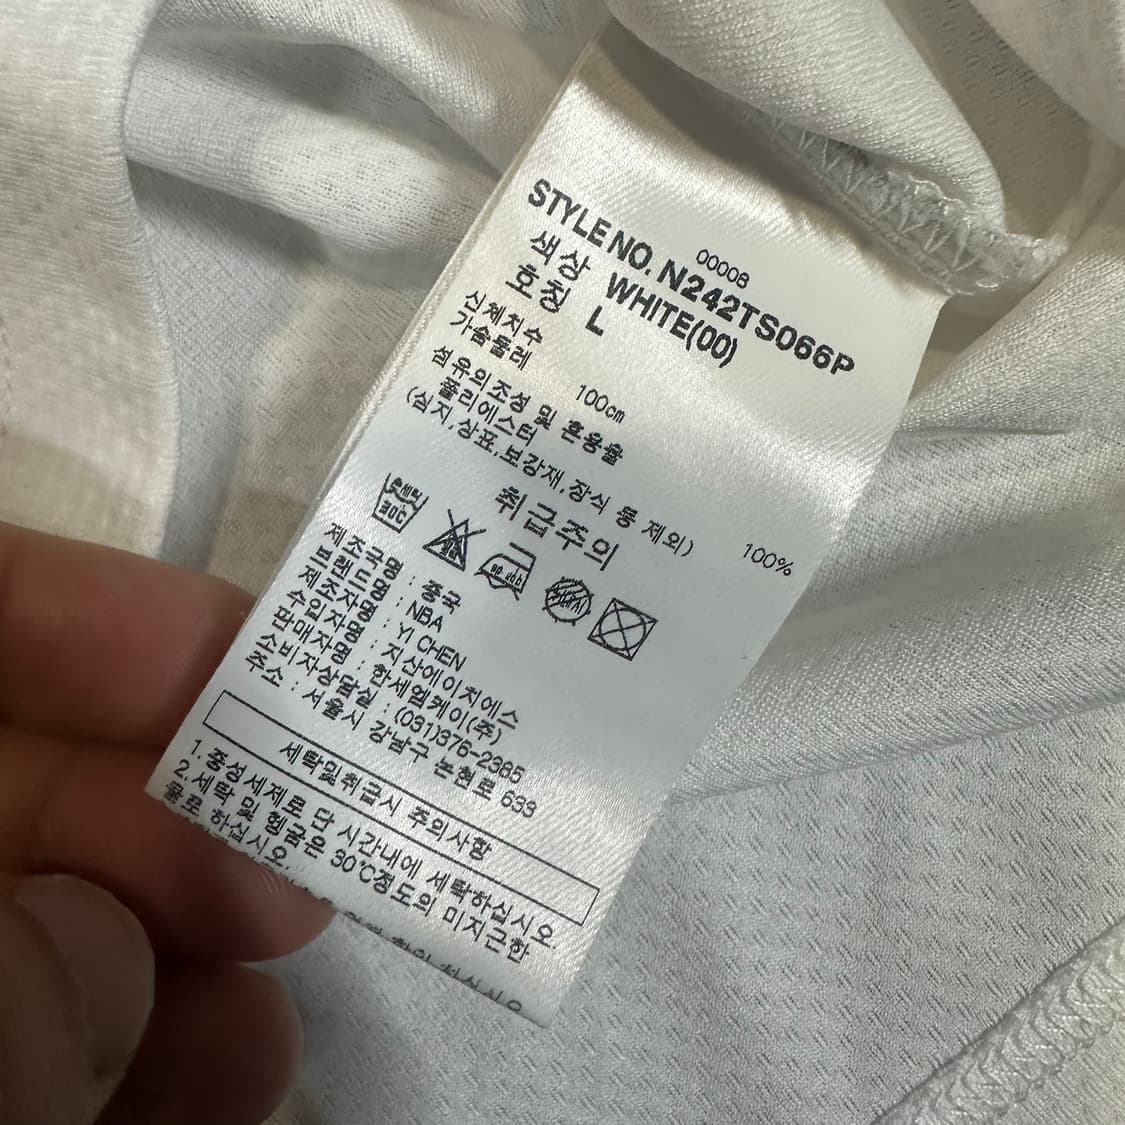 00008
STYLE NO. N242TS066P
색상 WHITE(00)
호칭 L
신체치수
가슴둘레 100cm
섬유의조성 및 혼용율
폴리에스터 100%
(심지,상표,보강재,장식 등 제외)
취급주의
손세탁
30℃
제조국명 : 중국
브랜드명 : NBA
제조자명 : YI CHEN
수입자명 : 지산에이치에스
판매자명 : 한세엠케이(주)
소비자상담실 : (031)376-2385
주소 : 서울시 강남구 논현로 633
세탁및취급시 주의사항
1. 중성세제로 단 시간내에 세탁하십시오.
2. 세탁 및 헹굼은 30℃정도의 미지근한
물로 하십시오.